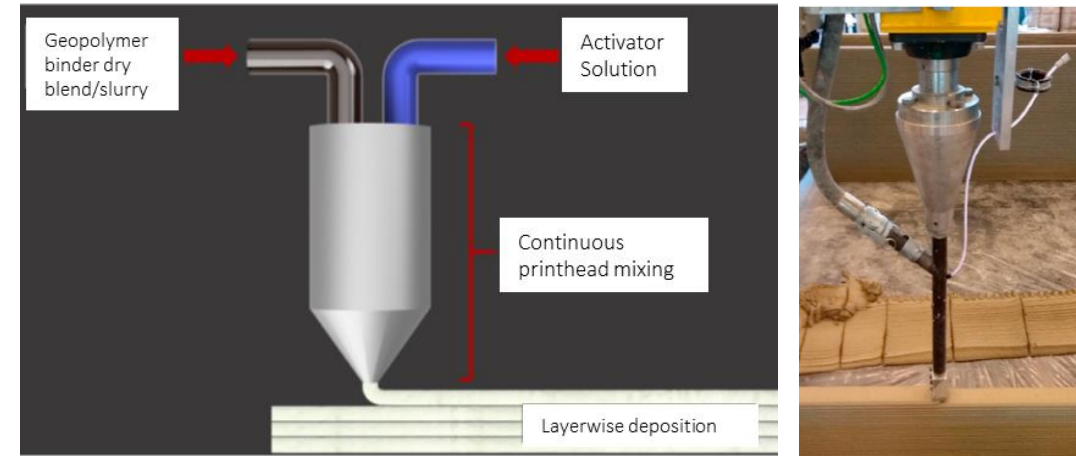 Geopolymer
binder dry
blend/slurry
Activator
Solution
Continuous
printhead mixing
Layerwise deposition